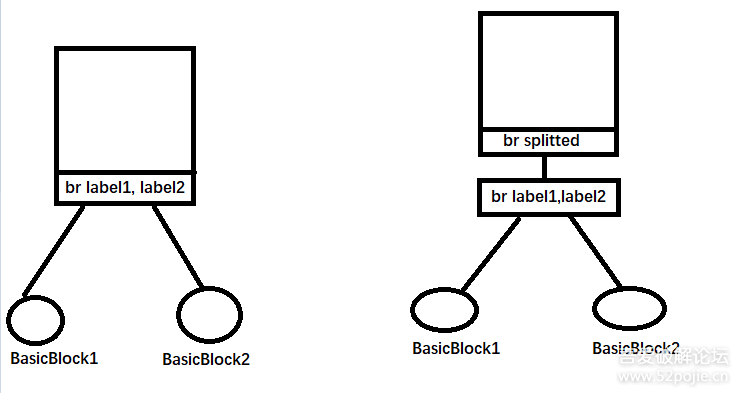 br label1, label2
BasicBlock1
BasicBlock2
br splitted
br label1,label2
BasicBlock1
BasicBlock2
吾爱破解论坛
www.52pojie.cn